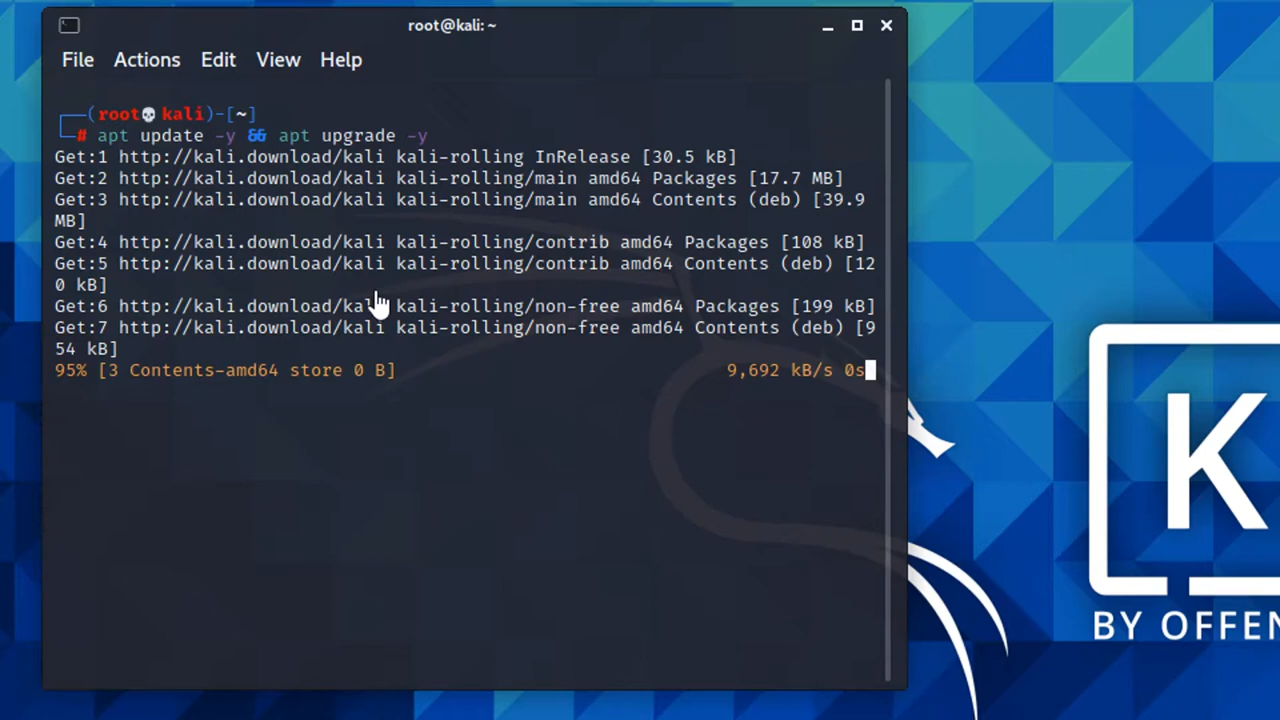 root@kali: ~
File Actions Edit View Help
┌──(root💀kali)-[~]
└─# apt update -y && apt upgrade -y
Get:1 http://kali.download/kali kali-rolling InRelease [30.5 kB]
Get:2 http://kali.download/kali kali-rolling/main amd64 Packages [17.7 MB]
Get:3 http://kali.download/kali kali-rolling/main amd64 Contents (deb) [39.9
MB]
Get:4 http://kali.download/kali kali-rolling/contrib amd64 Packages [108 kB]
Get:5 http://kali.download/kali kali-rolling/contrib amd64 Contents (deb) [12
0 kB]
Get:6 http://kali.download/kali kali-rolling/non-free amd64 Packages [199 kB]
Get:7 http://kali.download/kali kali-rolling/non-free amd64 Contents (deb) [9
54 kB]
95% [3 Contents-amd64 store 0 B] 9,692 kB/s 0s
K
BY OFFEN